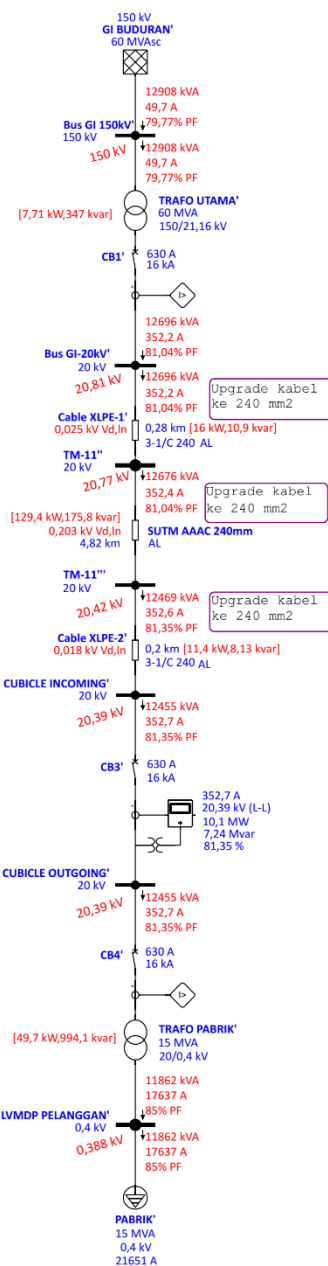 150 kV
GI BUDURAN'
60 MVAsc
12908 kVA
49,7 A
79,77% PF
Bus GI 150kV'
150 kV
150 kV
12908 kVA
49,7 A
79,77% PF
[7,71 kW,347 kvar]
TRAFO UTAMA'
60 MVA
150/21,16 kV
CB1'
630 A
16 kA
I>
12696 kVA
352,2 A
81,04% PF
Bus GI-20kV'
20 kV
20,81 kV
12696 kVA
352,2 A
81,04% PF
Upgrade kabel
ke 240 mm2
Cable XLPE-1'
0,025 kV Vd,ln
0,28 km [16 kW,10,9 kvar]
3-1/C 240 AL
TM-11''
20 kV
20,77 kV
12676 kVA
352,4 A
81,04% PF
Upgrade kabel
ke 240 mm2
[129,4 kW,175,8 kvar]
0,203 kV Vd,ln
4,82 km
SUTM AAAC 240mm
AL
TM-11'''
20 kV
20,42 kV
12469 kVA
352,6 A
81,35% PF
Upgrade kabel
ke 240 mm2
Cable XLPE-2'
0,018 kV Vd,ln
0,2 km [11,4 kW,8,13 kvar]
3-1/C 240 AL
CUBICLE INCOMING'
20 kV
20,39 kV
12455 kVA
352,7 A
81,35% PF
CB3'
630 A
16 kA
352,7 A
20,39 kV (L-L)
10,1 MW
7,24 Mvar
81,35 %
CUBICLE OUTGOING'
20 kV
20,39 kV
12455 kVA
352,7 A
81,35% PF
CB4'
630 A
16 kA
I>
[49,7 kW,994,1 kvar]
TRAFO PABRIK'
15 MVA
20/0,4 kV
11862 kVA
17637 A
85% PF
LVMDP PELANGGAN'
0,4 kV
0,388 kV
11862 kVA
17637 A
85% PF
PABRIK'
15 MVA
0,4 kV
21651 A